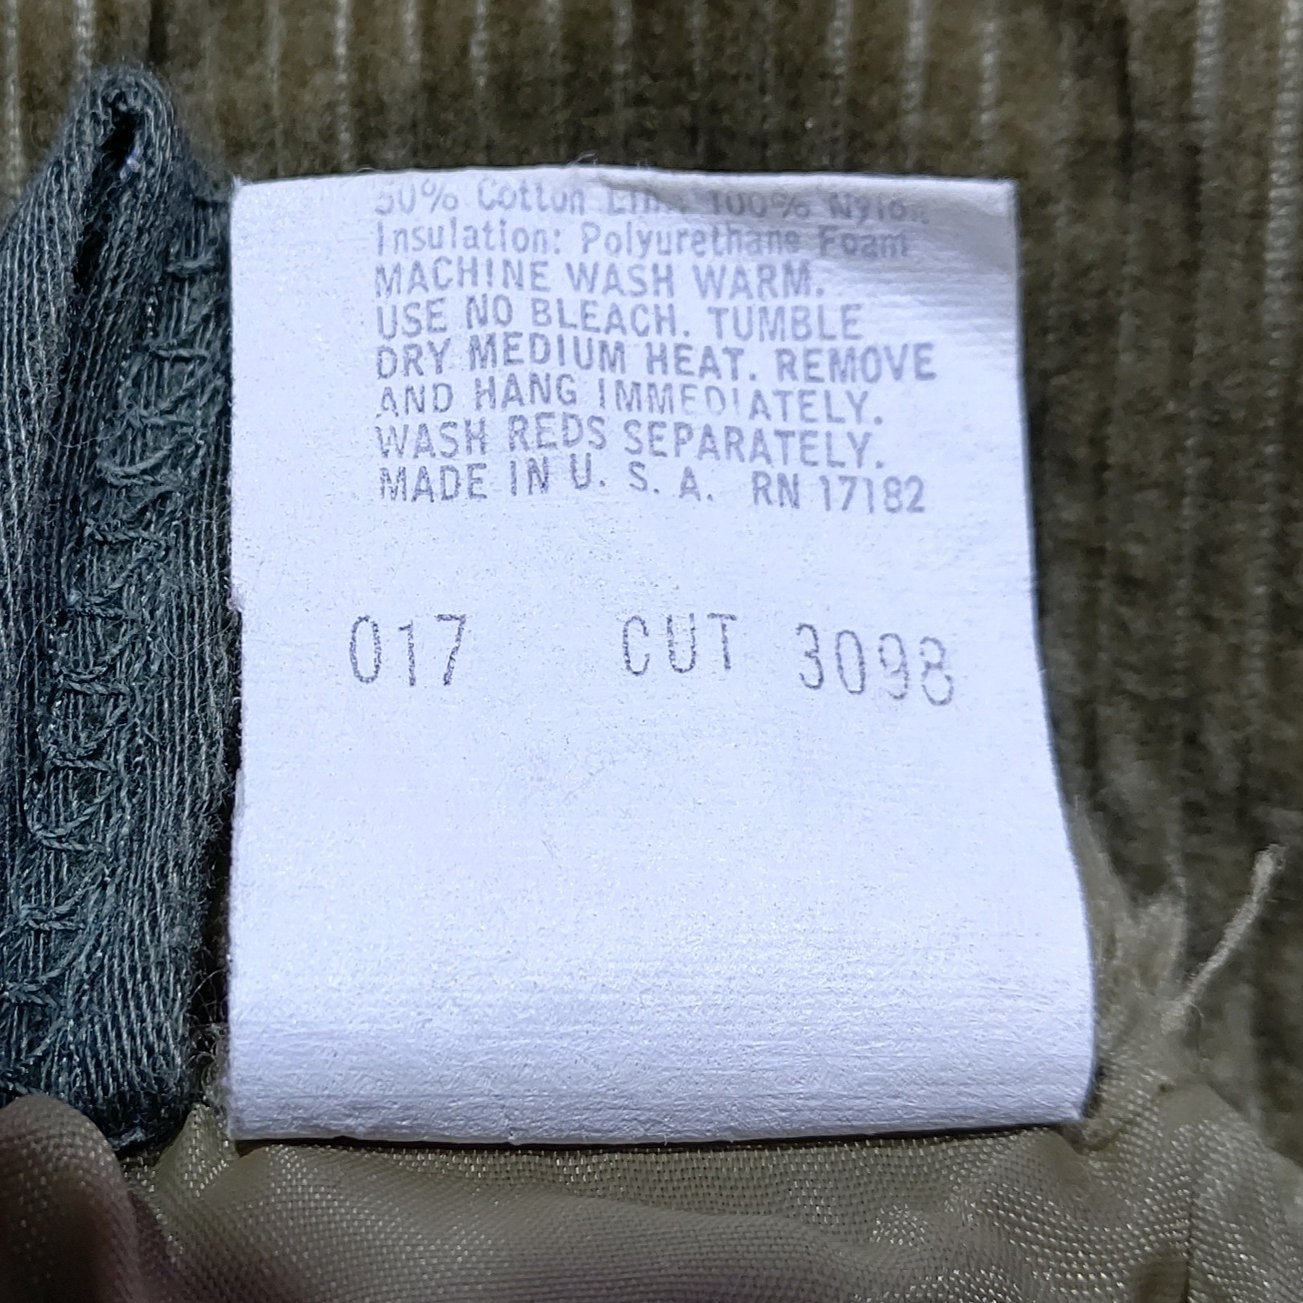 50% Cotton 100% Nylon
Insulation: Polyurethane Foam
MACHINE WASH WARM.
USE NO BLEACH. TUMBLE
DRY MEDIUM HEAT. REMOVE
AND HANG IMMEDIATELY.
WASH REDS SEPARATELY.
MADE IN U. S. A. RN 17182
017 CUT 3098